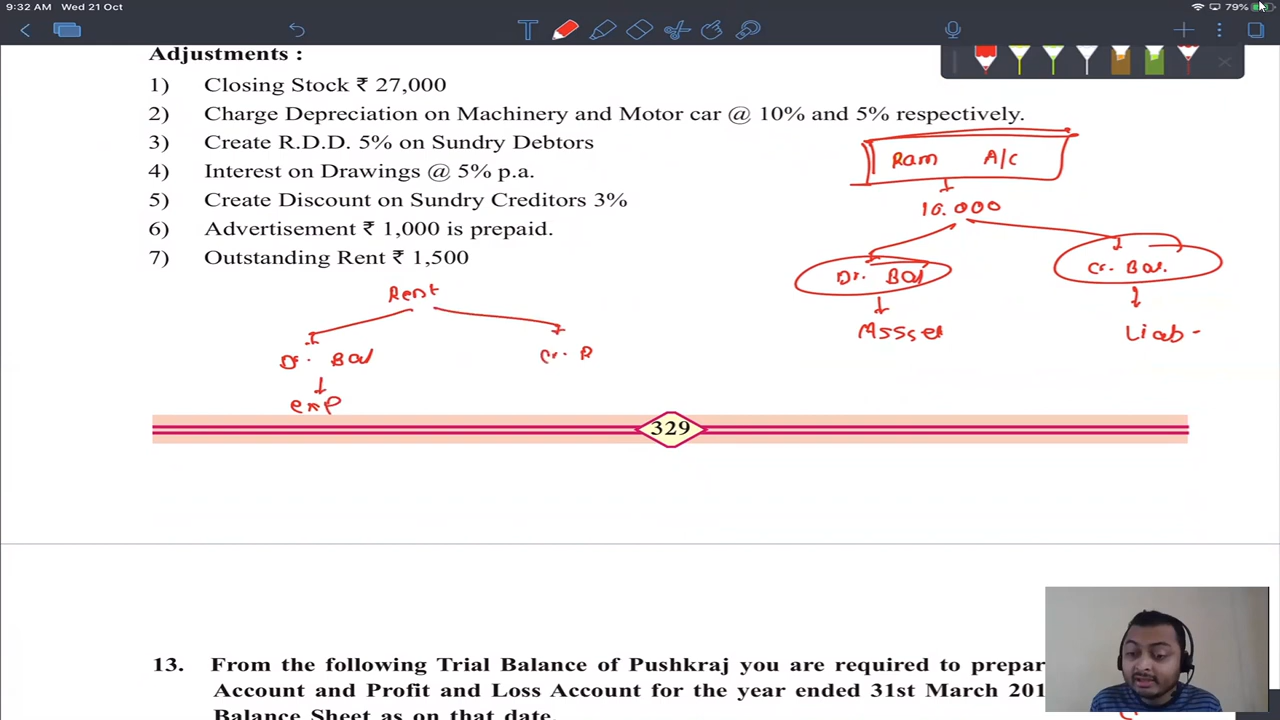 9:32 AM Wed 21 Oct
79%
T
Adjustments :
1) Closing Stock ₹ 27,000
2) Charge Depreciation on Machinery and Motor car @ 10% and 5% respectively.
3) Create R.D.D. 5% on Sundry Debtors
4) Interest on Drawings @ 5% p.a.
5) Create Discount on Sundry Creditors 3%
6) Advertisement ₹ 1,000 is prepaid.
7) Outstanding Rent ₹ 1,500
Ram A/C
10.000
Dr. Bal
Cr. Bal.
Assset
Liab -
Rent
Dr. Bal
Cr. B
exp
329
13. From the following Trial Balance of Pushkraj you are required to prepar
Account and Profit and Loss Account for the year ended 31st March 201
Balance Sheet as on that date.